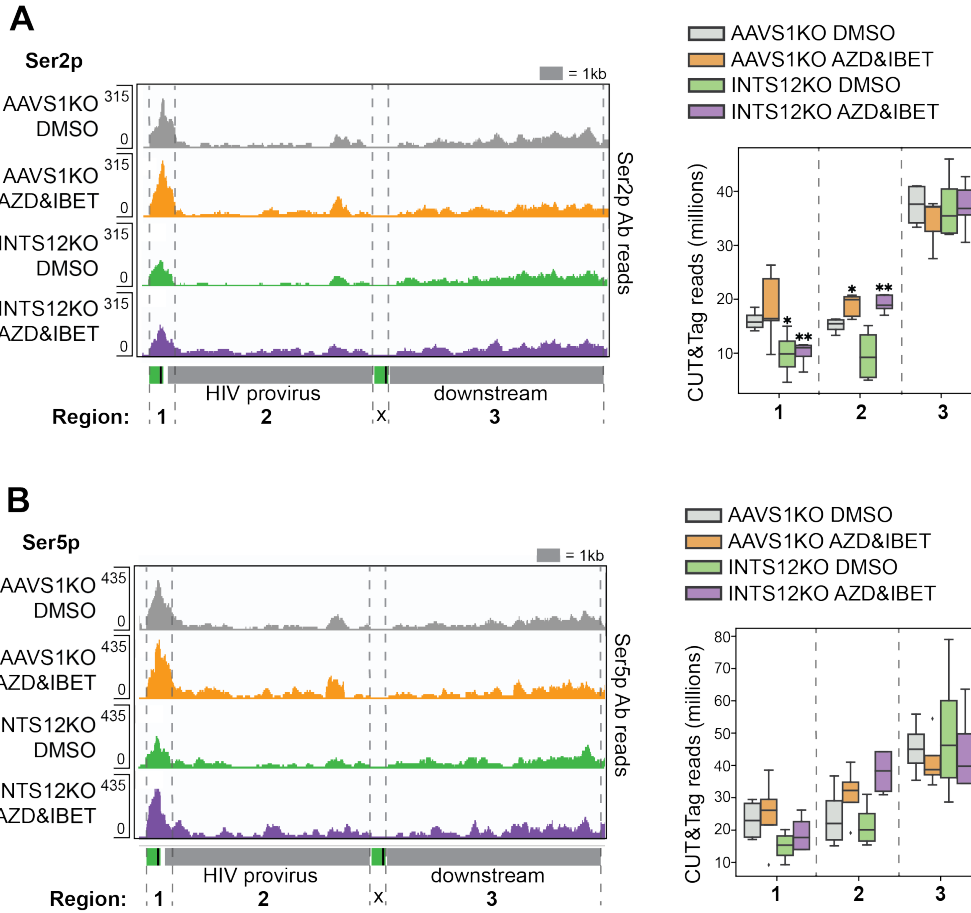 A
Ser2p
= 1kb
AAVS1KO
DMSO
315
0
AAVS1KO
AZD&IBET
315
0
INTS12KO
DMSO
315
0
INTS12KO
AZD&IBET
315
0
Ser2p Ab reads
HIV provirus
downstream
Region: 1 2 x 3
AAVS1KO DMSO
AAVS1KO AZD&IBET
INTS12KO DMSO
INTS12KO AZD&IBET
CUT&Tag reads (millions)
40
30
20
10
* ** * **
1 2 3
B
Ser5p
= 1kb
AAVS1KO
DMSO
435
0
AAVS1KO
AZD&IBET
435
0
INTS12KO
DMSO
435
0
INTS12KO
AZD&IBET
435
0
Ser5p Ab reads
HIV provirus
downstream
Region: 1 2 x 3
AAVS1KO DMSO
AAVS1KO AZD&IBET
INTS12KO DMSO
INTS12KO AZD&IBET
CUT&Tag reads (millions)
80
70
60
50
40
30
20
10
1 2 3